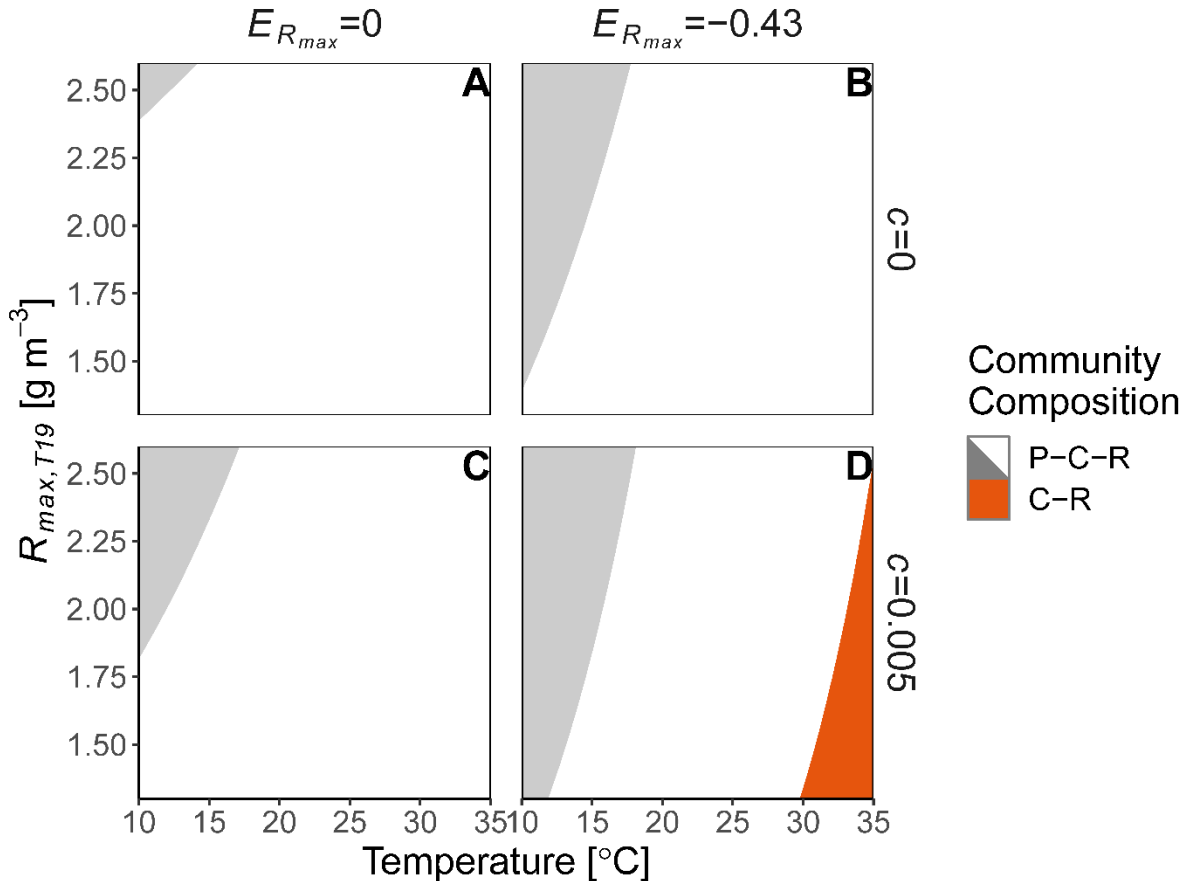 E_Rmax=0
E_Rmax=−0.43
A
B
2.50
2.25
2.00
1.75
1.50
c=0
C
D
2.50
2.25
2.00
1.75
1.50
c=0.005
R_max,T19 [g m⁻³]
10 15 20 25 30 35
10 15 20 25 30 35
Temperature [°C]
Community
Composition
P−C−R
C−R